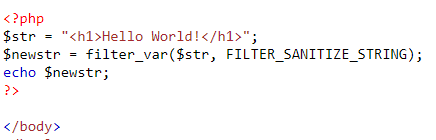 <?php
$str = "<h1>Hello World!</h1>";
$newstr = filter_var($str, FILTER_SANITIZE_STRING);
echo $newstr;
?>
</body>